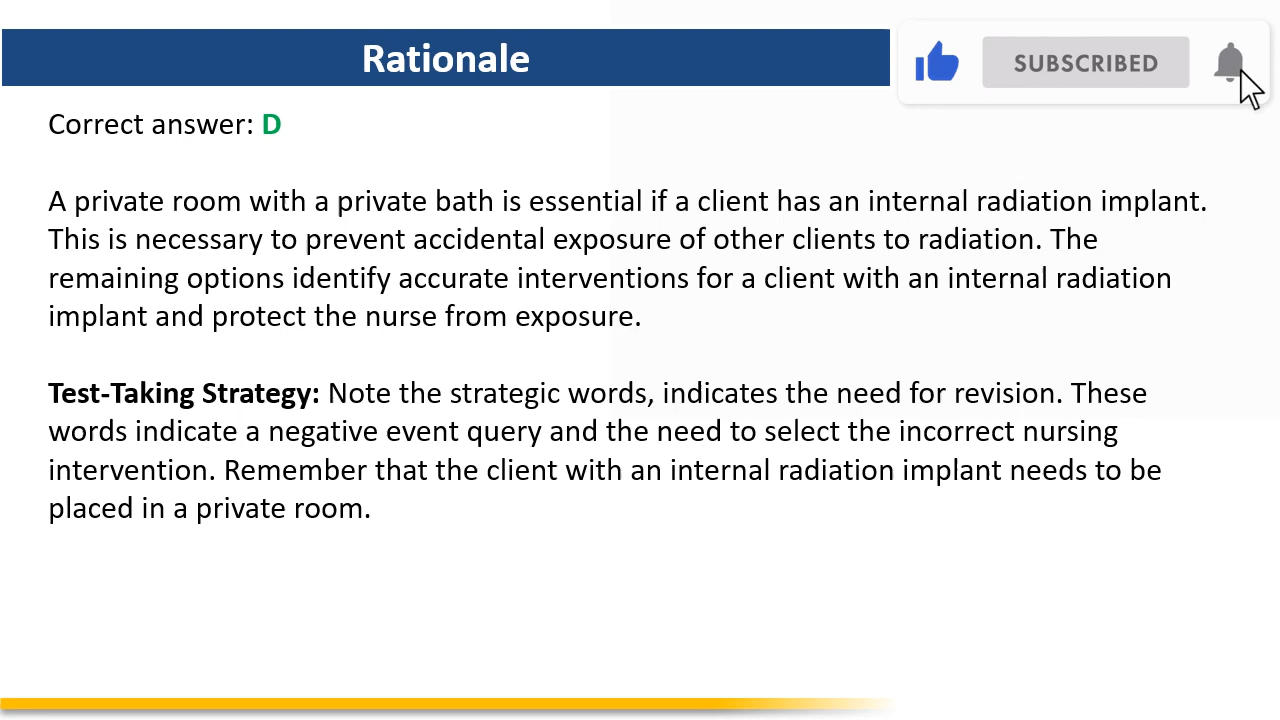 Rationale
SUBSCRIBED
Correct answer: D
A private room with a private bath is essential if a client has an internal radiation implant.
This is necessary to prevent accidental exposure of other clients to radiation. The
remaining options identify accurate interventions for a client with an internal radiation
implant and protect the nurse from exposure.
Test-Taking Strategy: Note the strategic words, indicates the need for revision. These
words indicate a negative event query and the need to select the incorrect nursing
intervention. Remember that the client with an internal radiation implant needs to be
placed in a private room.